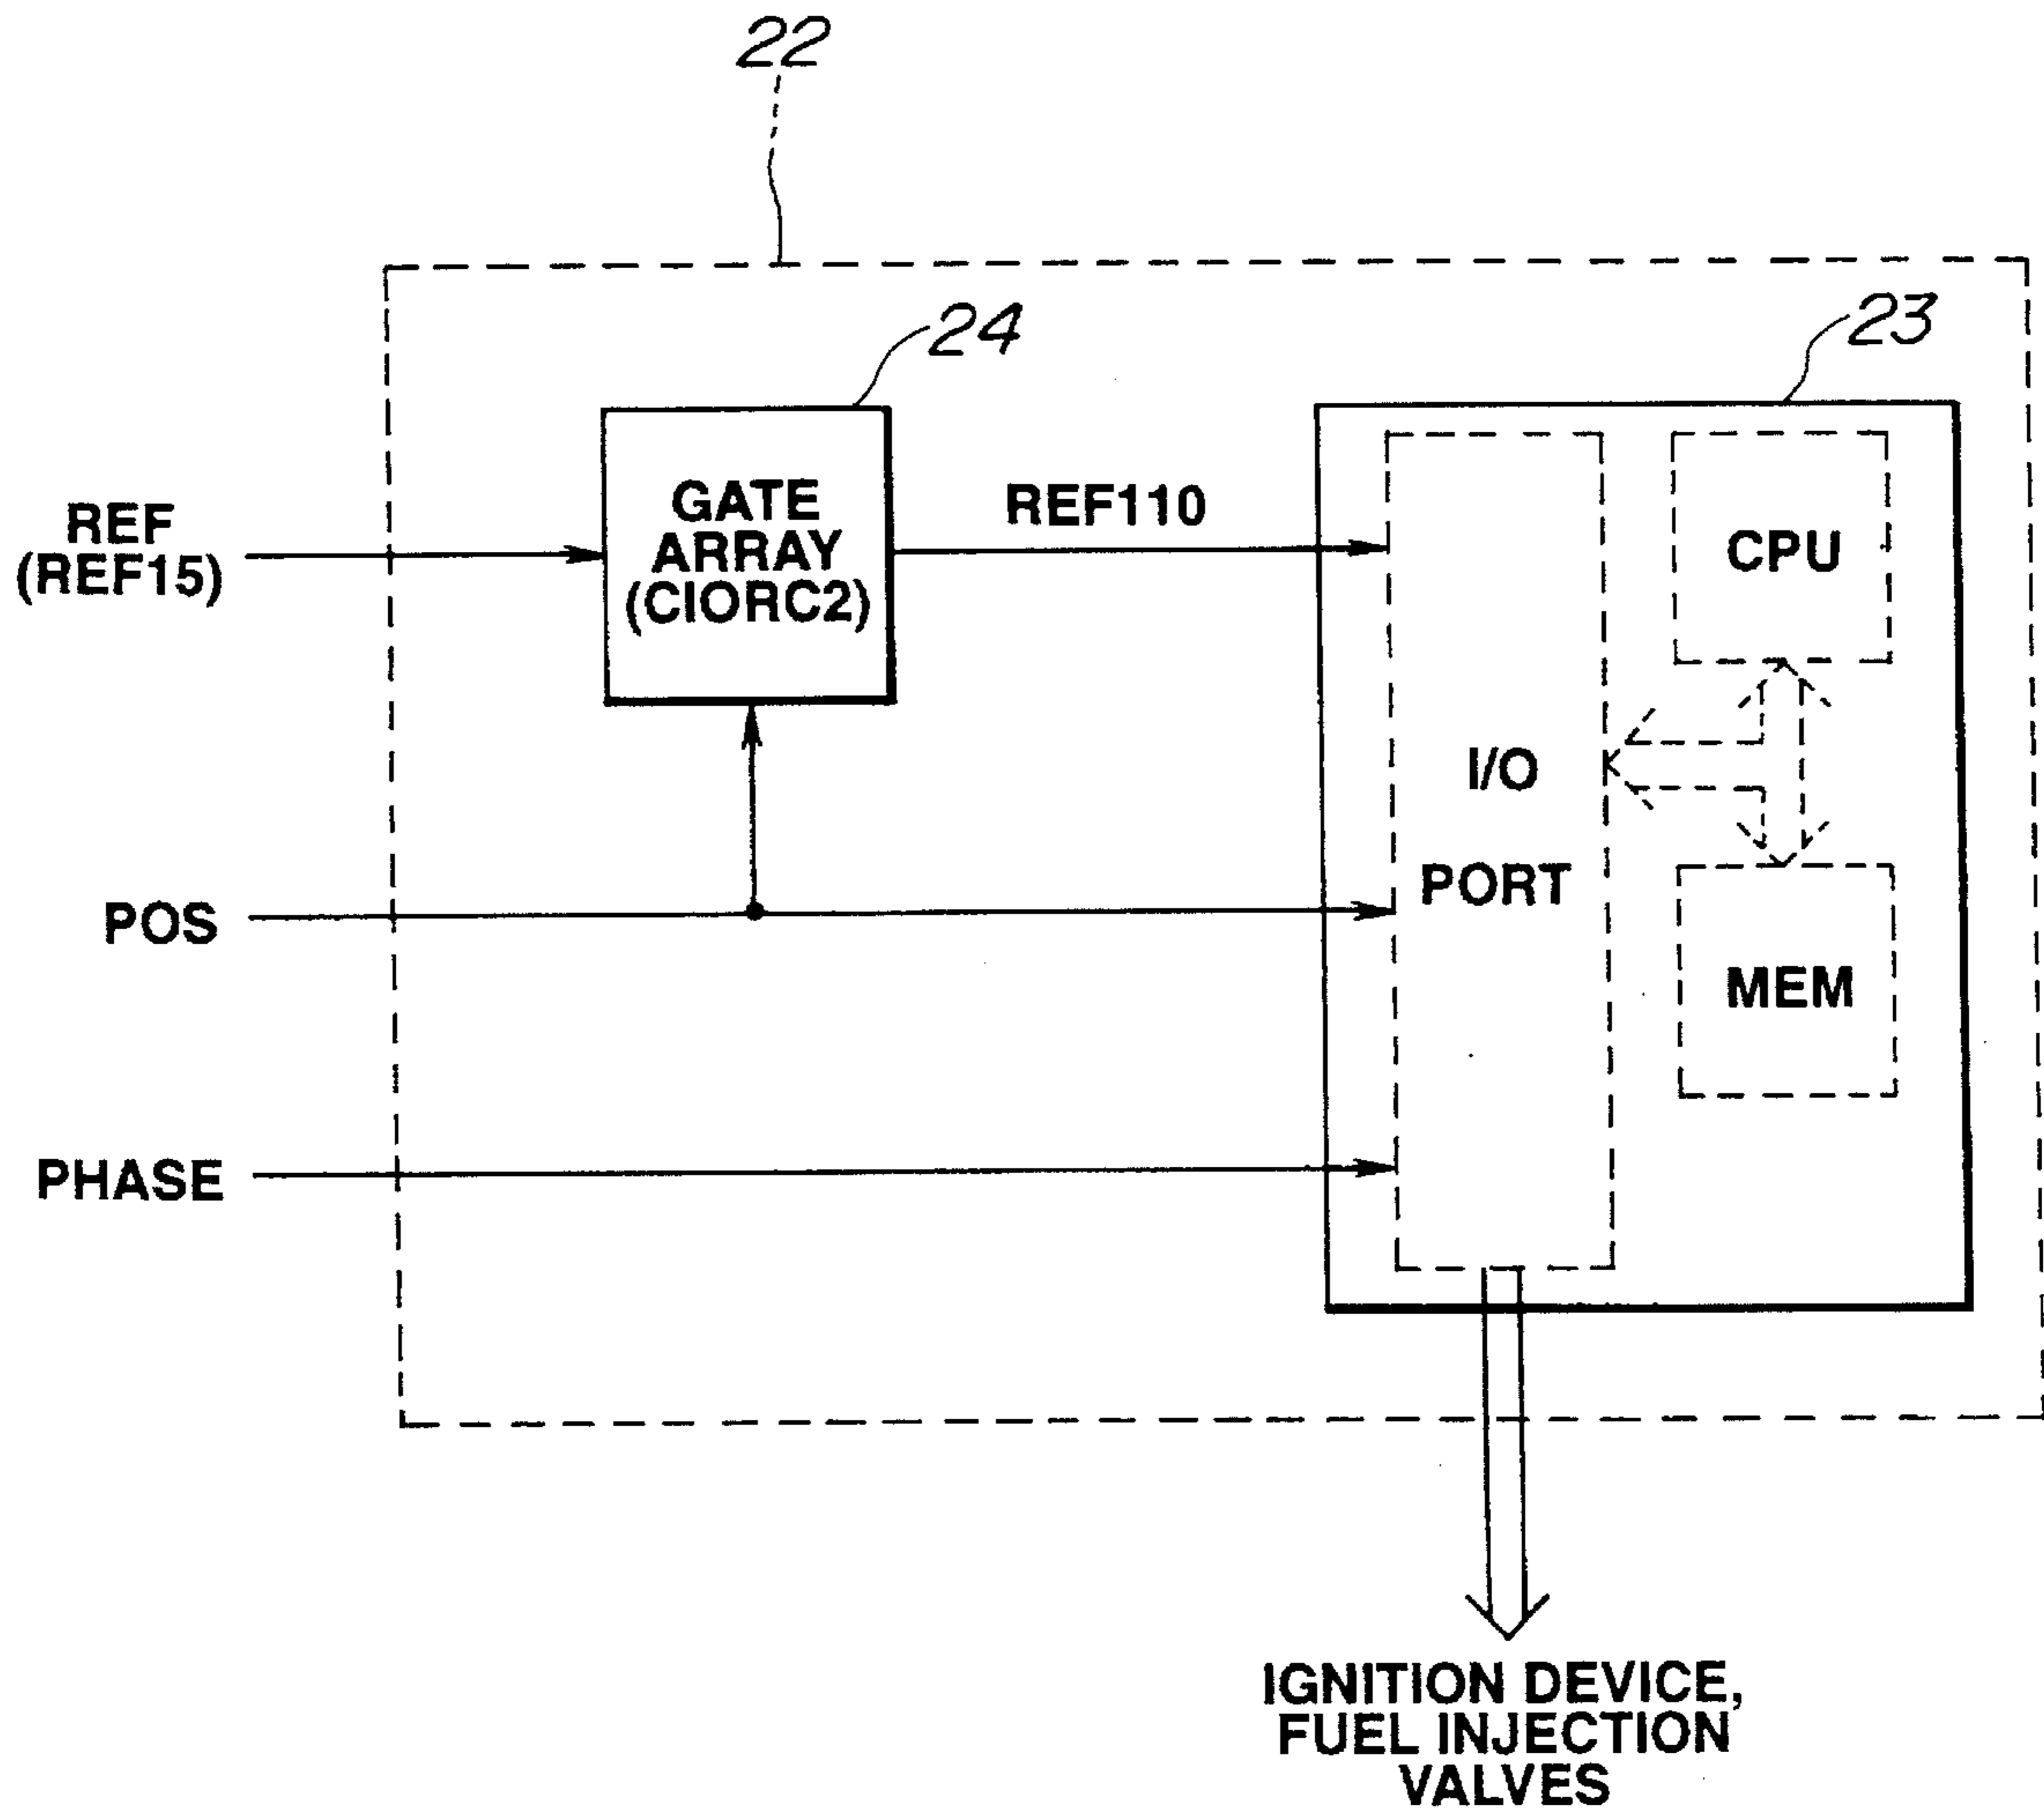 22
24
23
REF
(REF15)
GATE
ARRAY
(CIORC2)
REF110
CPU
I/O
PORT
POS
MEM
PHASE
IGNITION DEVICE,
FUEL INJECTION
VALVES